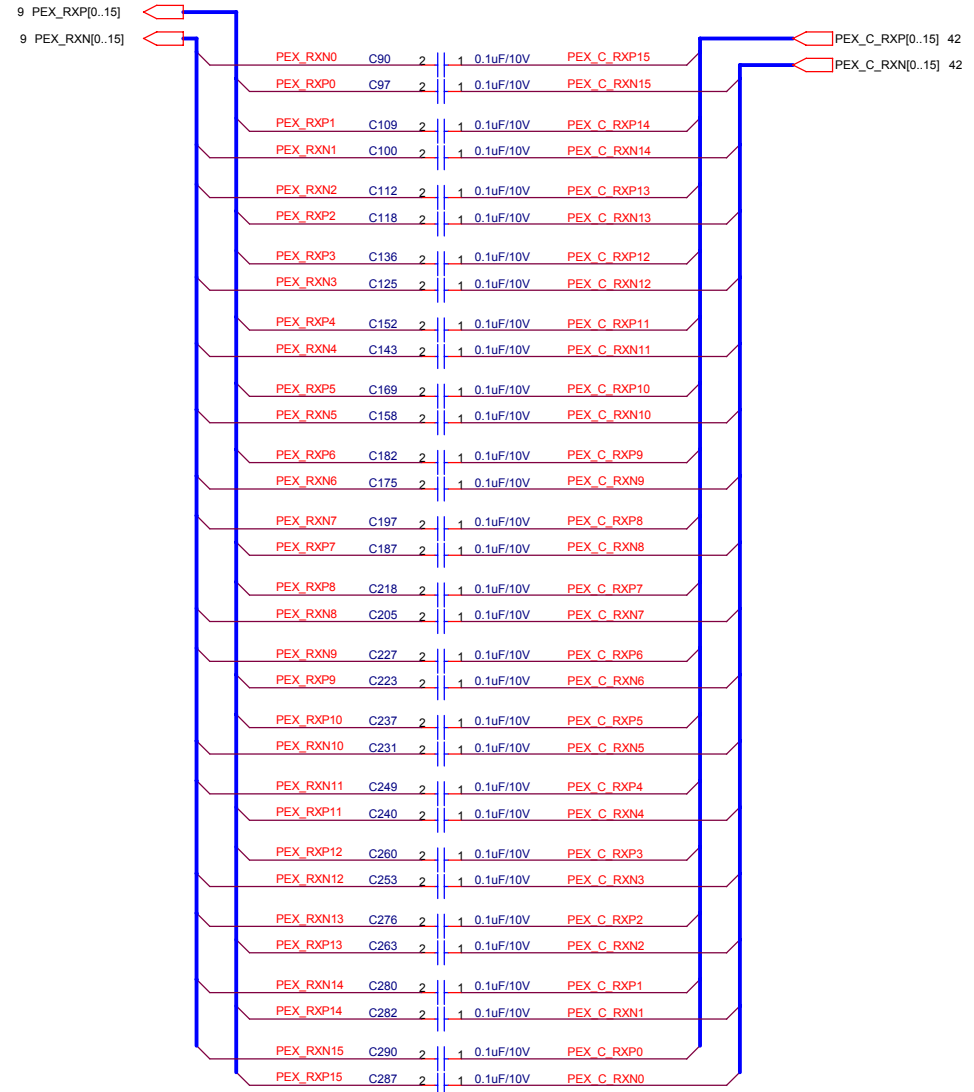 9 PEX_RXP[0..15]
9 PEX_RXN[0..15] PEX_C_RXP[0..15] 42
PEX_C_RXN[0..15] 42
PEX_RXN0 C90 2 1 0.1uF/10V PEX_C_RXP15
PEX_RXP0 C97 2 1 0.1uF/10V PEX_C_RXN15
PEX_RXP1 C109 2 1 0.1uF/10V PEX_C_RXP14
PEX_RXN1 C100 2 1 0.1uF/10V PEX_C_RXN14
PEX_RXN2 C112 2 1 0.1uF/10V PEX_C_RXP13
PEX_RXP2 C118 2 1 0.1uF/10V PEX_C_RXN13
PEX_RXP3 C136 2 1 0.1uF/10V PEX_C_RXP12
PEX_RXN3 C125 2 1 0.1uF/10V PEX_C_RXN12
PEX_RXP4 C152 2 1 0.1uF/10V PEX_C_RXP11
PEX_RXN4 C143 2 1 0.1uF/10V PEX_C_RXN11
PEX_RXP5 C169 2 1 0.1uF/10V PEX_C_RXP10
PEX_RXN5 C158 2 1 0.1uF/10V PEX_C_RXN10
PEX_RXP6 C182 2 1 0.1uF/10V PEX_C_RXP9
PEX_RXN6 C175 2 1 0.1uF/10V PEX_C_RXN9
PEX_RXN7 C197 2 1 0.1uF/10V PEX_C_RXP8
PEX_RXP7 C187 2 1 0.1uF/10V PEX_C_RXN8
PEX_RXP8 C218 2 1 0.1uF/10V PEX_C_RXP7
PEX_RXN8 C205 2 1 0.1uF/10V PEX_C_RXN7
PEX_RXN9 C227 2 1 0.1uF/10V PEX_C_RXP6
PEX_RXP9 C223 2 1 0.1uF/10V PEX_C_RXN6
PEX_RXP10 C237 2 1 0.1uF/10V PEX_C_RXP5
PEX_RXN10 C231 2 1 0.1uF/10V PEX_C_RXN5
PEX_RXN11 C249 2 1 0.1uF/10V PEX_C_RXP4
PEX_RXP11 C240 2 1 0.1uF/10V PEX_C_RXN4
PEX_RXP12 C260 2 1 0.1uF/10V PEX_C_RXP3
PEX_RXN12 C253 2 1 0.1uF/10V PEX_C_RXN3
PEX_RXN13 C276 2 1 0.1uF/10V PEX_C_RXP2
PEX_RXP13 C263 2 1 0.1uF/10V PEX_C_RXN2
PEX_RXN14 C280 2 1 0.1uF/10V PEX_C_RXP1
PEX_RXP14 C282 2 1 0.1uF/10V PEX_C_RXN1
PEX_RXN15 C290 2 1 0.1uF/10V PEX_C_RXP0
PEX_RXP15 C287 2 1 0.1uF/10V PEX_C_RXN0